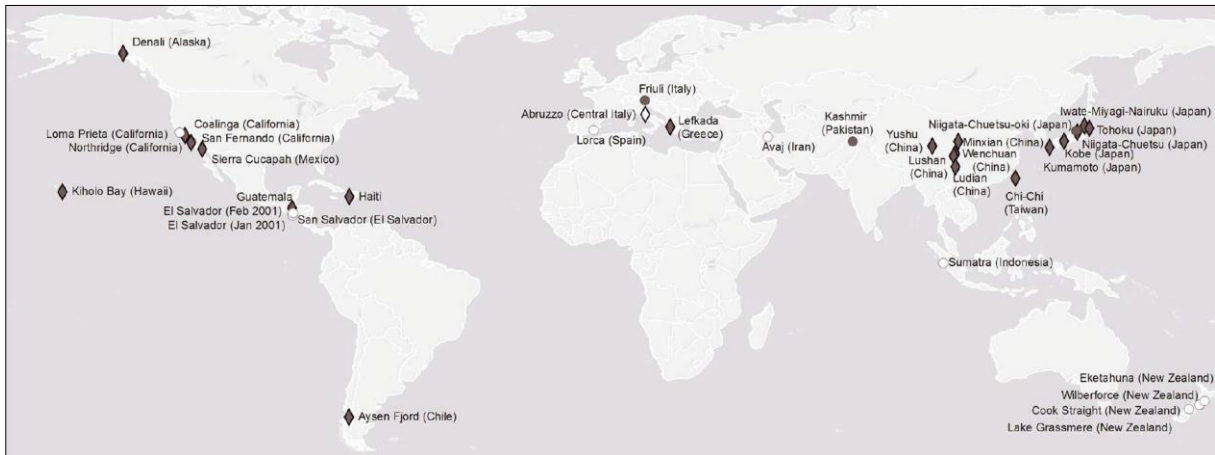 Denali (Alaska)
Loma Prieta (California)
Coalinga (California)
San Fernando (California)
Northridge (California)
Sierra Cucapah (Mexico)
Kiholo Bay (Hawaii)
Haiti
Guatemala
El Salvador (Feb 2001)
San Salvador (El Salvador)
El Salvador (Jan 2001)
Aysen Fjord (Chile)
Friuli (Italy)
Abruzzo (Central Italy)
Lefkada
(Greece)
Lorca (Spain)
Avaj (Iran)
Kashmir
(Pakistan)
Yushu
(China)
Niigata-Chuetsu-oki (Japan)
Iwate-Miyagi-Nairuku (Japan)
Tohoku (Japan)
Minxian (China)
Niigata-Chuetsu (Japan)
Wenchuan
(China)
Lushan
(China)
Kobe (Japan)
Kumamoto (Japan)
Ludian
(China)
Chi-Chi
(Taiwan)
Sumatra (Indonesia)
Eketahuna (New Zealand)
Wilberforce (New Zealand)
Cook Straight (New Zealand)
Lake Grassmere (New Zealand)